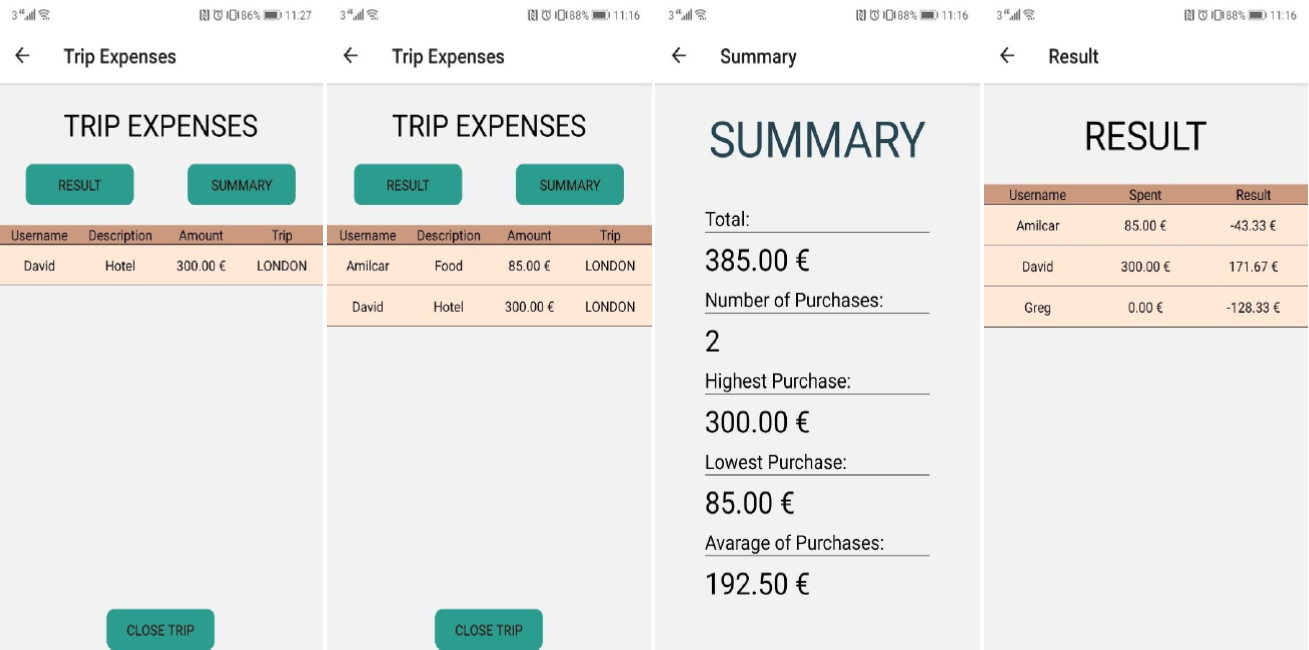 3 86% 11:27
Trip Expenses
TRIP EXPENSES
RESULT SUMMARY
Username Description Amount Trip
David Hotel 300.00 € LONDON
CLOSE TRIP
3 88% 11:16
Trip Expenses
TRIP EXPENSES
RESULT SUMMARY
Username Description Amount Trip
Amilcar Food 85.00 € LONDON
David Hotel 300.00 € LONDON
CLOSE TRIP
3 88% 11:16
Summary
SUMMARY
Total:
385.00 €
Number of Purchases:
2
Highest Purchase:
300.00 €
Lowest Purchase:
85.00 €
Avarage of Purchases:
192.50 €
3 88% 11:16
Result
RESULT
Username Spent Result
Amilcar 85.00 € -43.33 €
David 300.00 € 171.67 €
Greg 0.00 € -128.33 €